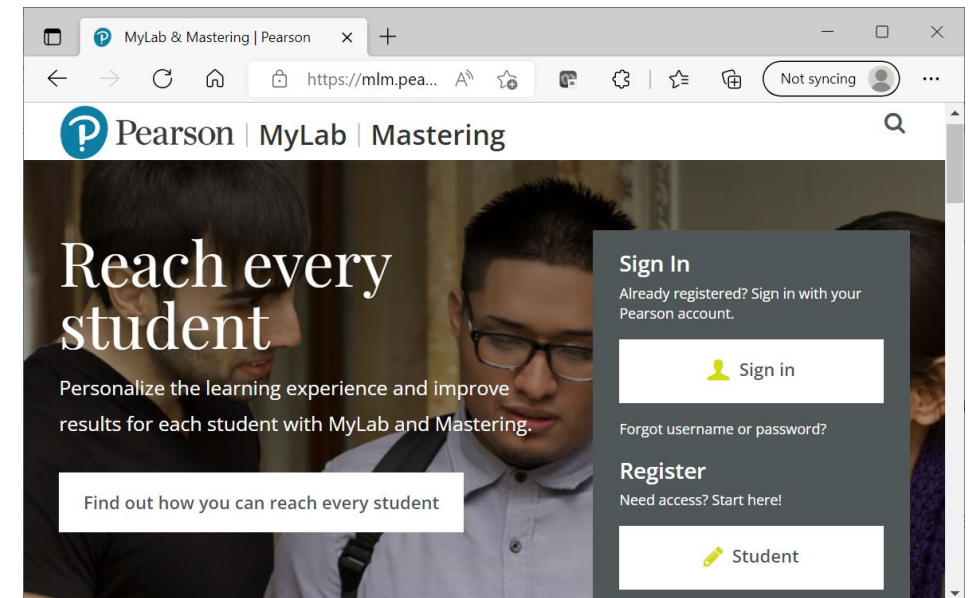 MyLab & Mastering | Pearson
https://mlm.pea...
Not syncing
Pearson | MyLab | Mastering
Reach every
student
Personalize the learning experience and improve
results for each student with MyLab and Mastering.
Find out how you can reach every student
Sign In
Already registered? Sign in with your
Pearson account.
Sign in
Forgot username or password?
Register
Need access? Start here!
Student